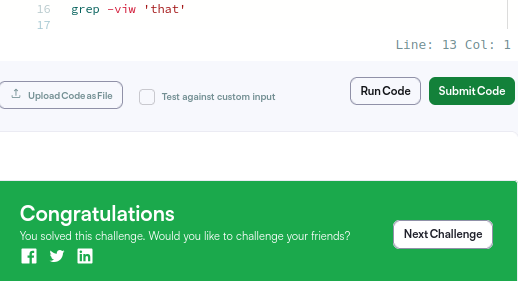 16 grep -viw 'that'
17
Line: 13 Col: 1
Upload Code as File
Test against custom input
Run Code
Submit Code
Congratulations
You solved this challenge. Would you like to challenge your friends?
Next Challenge